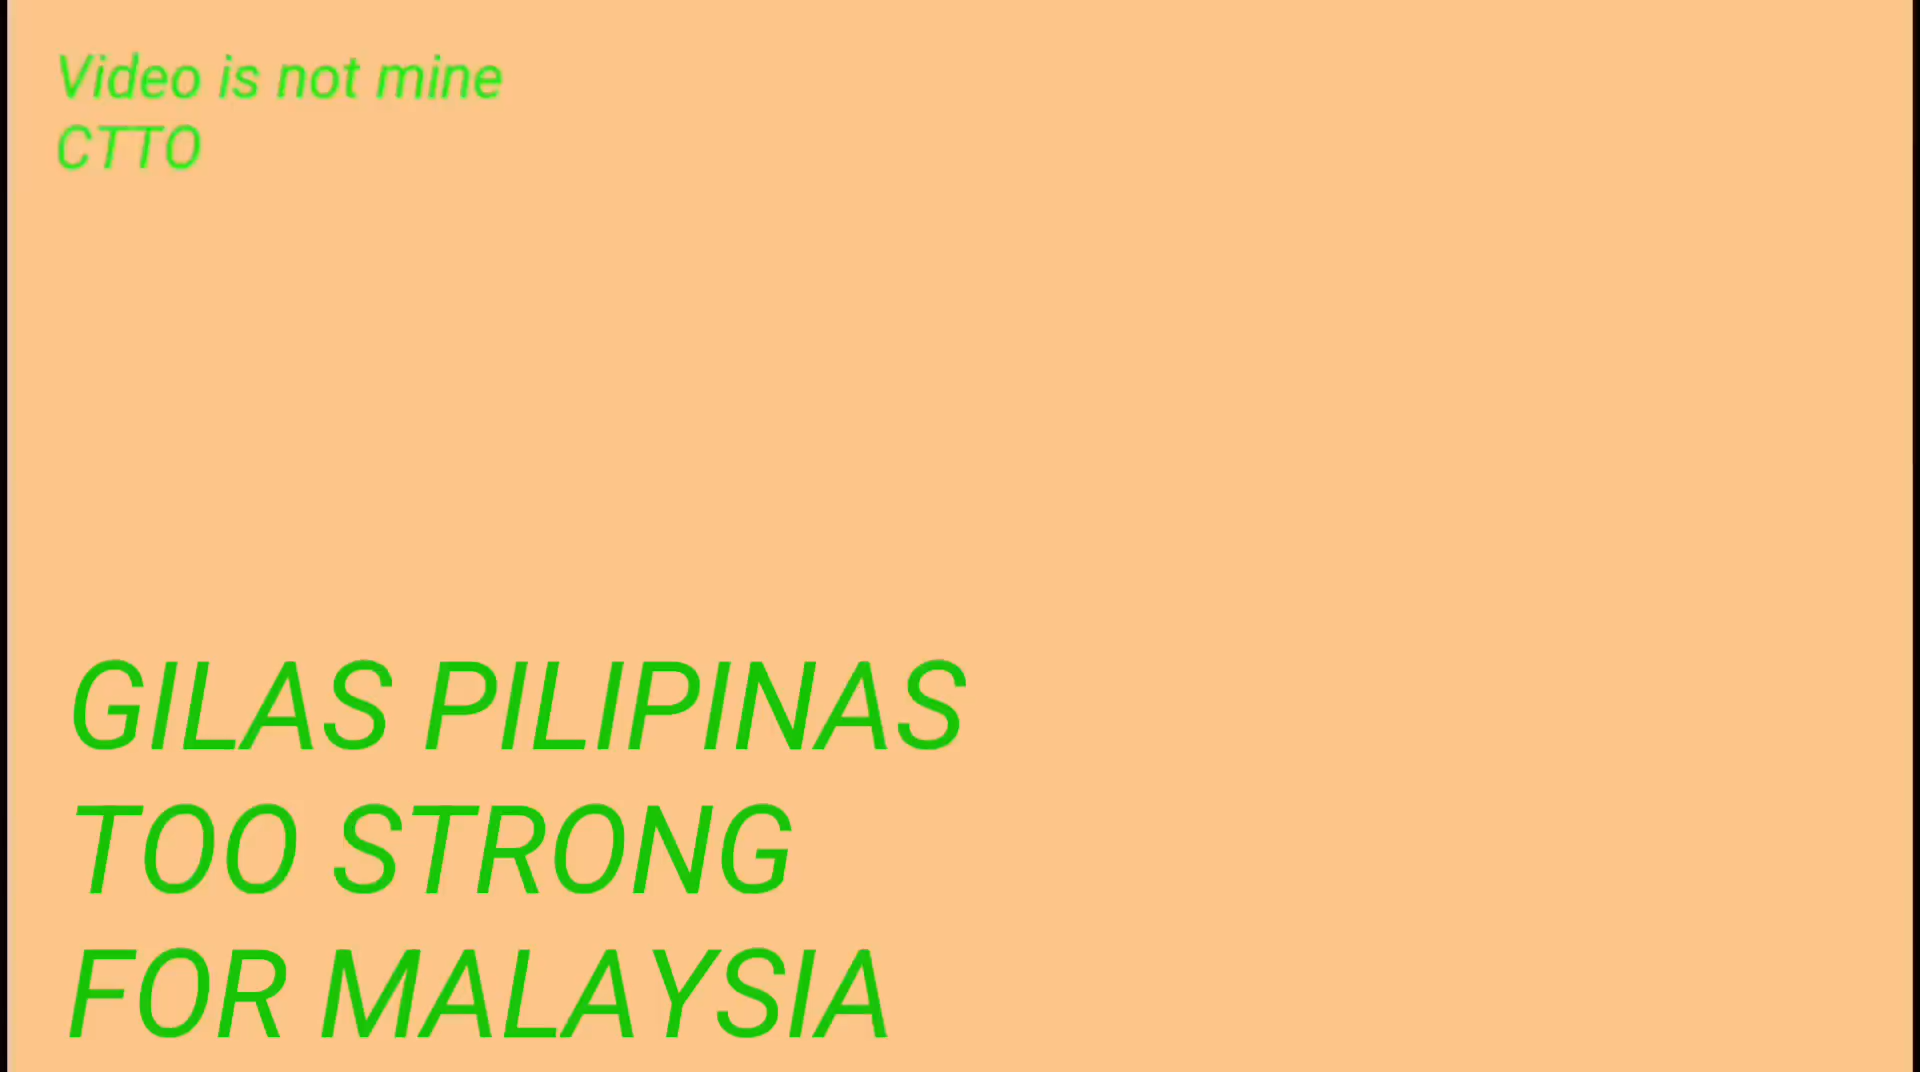 Video is not mine
CTTO
GILAS PILIPINAS
TOO STRONG
FOR MALAYSIA